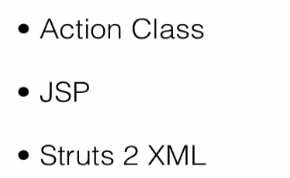 • Action Class
• JSP
• Struts 2 XML